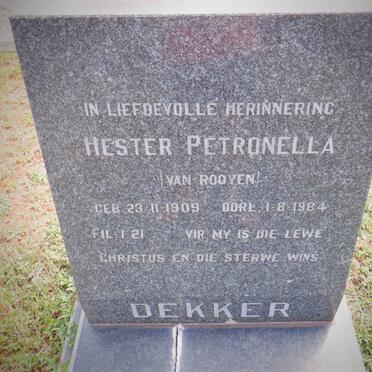 IN LIEFDEVOLLE HERINNERING
HESTER PETRONELLA
(VAN ROOYEN)
GEB. 23-11-1909 OORL. 1-8-1984
FIL. 1:21 VIR MY IS DIE LEWE
CHRISTUS EN DIE STERWE WINS
DEKKER